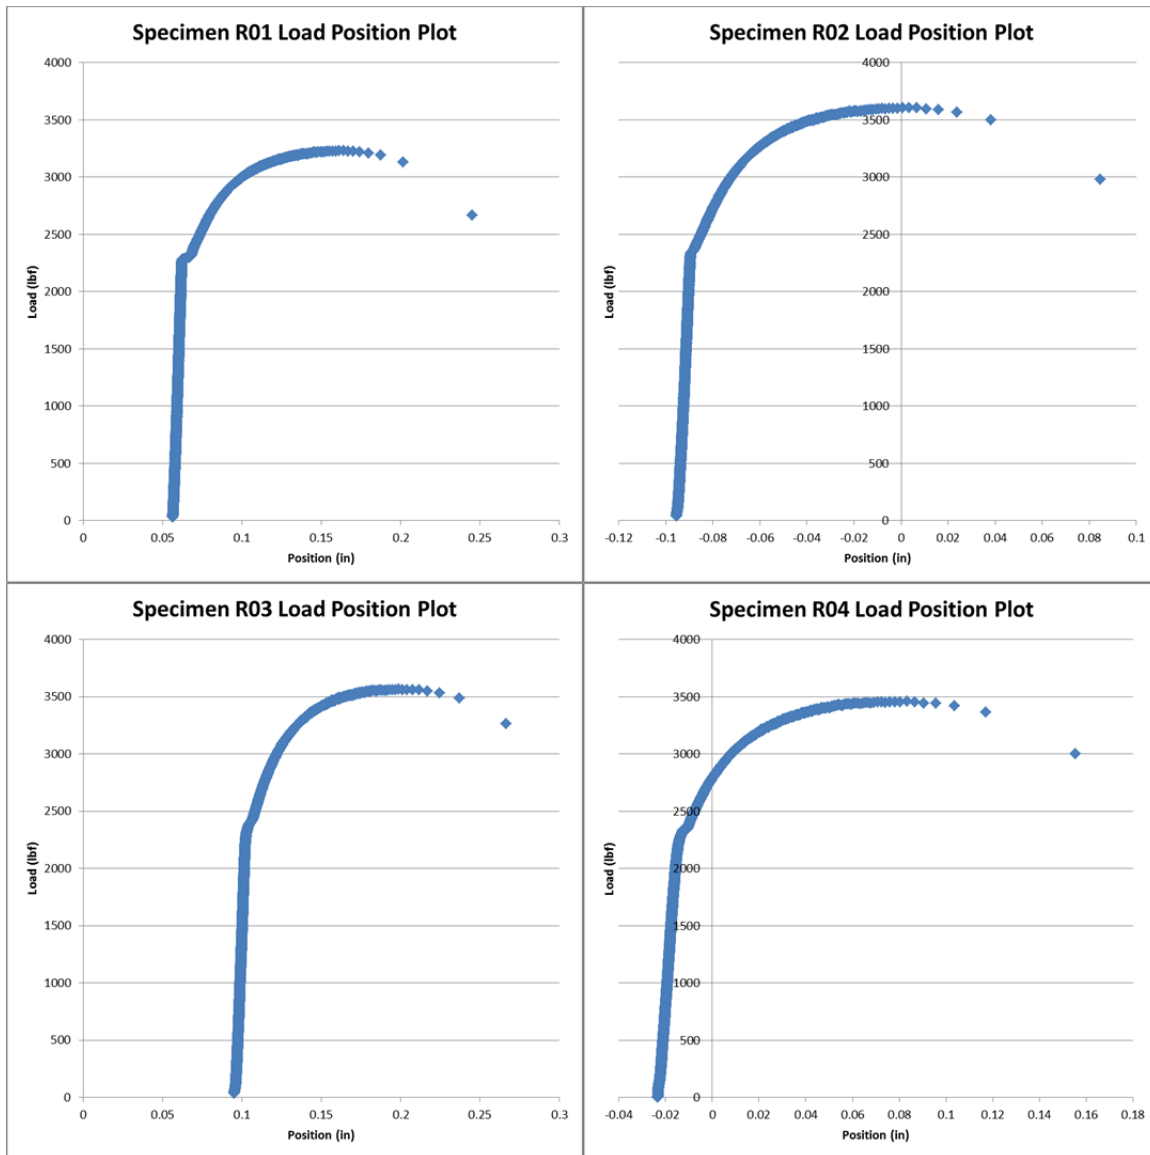 Specimen R01 Load Position Plot
4000
3500
3000
2500
2000
1500
1000
500
0
Load (lbf)
0 0.05 0.1 0.15 0.2 0.25 0.3
Position (in)
Specimen R02 Load Position Plot
4000
3500
3000
2500
2000
1500
1000
500
0
Load (lbf)
-0.12 -0.1 -0.08 -0.06 -0.04 -0.02 0 0.02 0.04 0.06 0.08 0.1
Position (in)
Specimen R03 Load Position Plot
4000
3500
3000
2500
2000
1500
1000
500
0
Load (lbf)
0 0.05 0.1 0.15 0.2 0.25 0.3
Position (in)
Specimen R04 Load Position Plot
4000
3500
3000
2500
2000
1500
1000
500
0
Load (lbf)
-0.04 -0.02 0 0.02 0.04 0.06 0.08 0.1 0.12 0.14 0.16 0.18
Position (in)